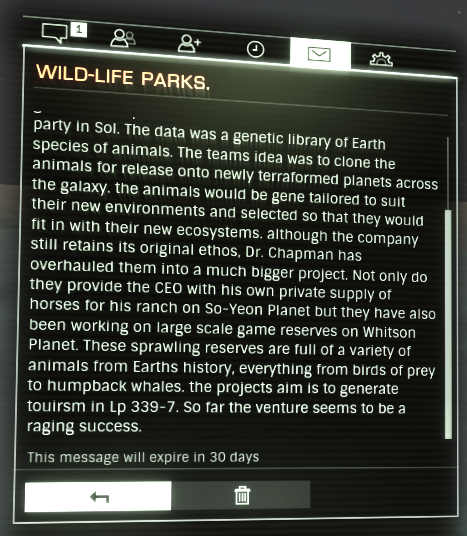 1
WILD-LIFE PARKS.
party in Sol. The data was a genetic library of Earth
species of animals. The teams idea was to clone the
animals for release onto newly terraformed planets across
the galaxy. the animals would be gene tailored to suit
their new environments and selected so that they would
fit in with their new ecosystems. although the company
still retains its original ethos, Dr. Chapman has
overhauled them into a much bigger project. Not only do
they provide the CEO with his own private supply of
horses for his ranch on So-Yeon Planet but they have also
been working on large scale game reserves on Whitson
Planet. These sprawling reserves are full of a variety of
animals from Earths history, everything from birds of prey
to humpback whales. the projects aim is to generate
touirsm in Lp 339-7. So far the venture seems to be a
raging success.
This message will expire in 30 days